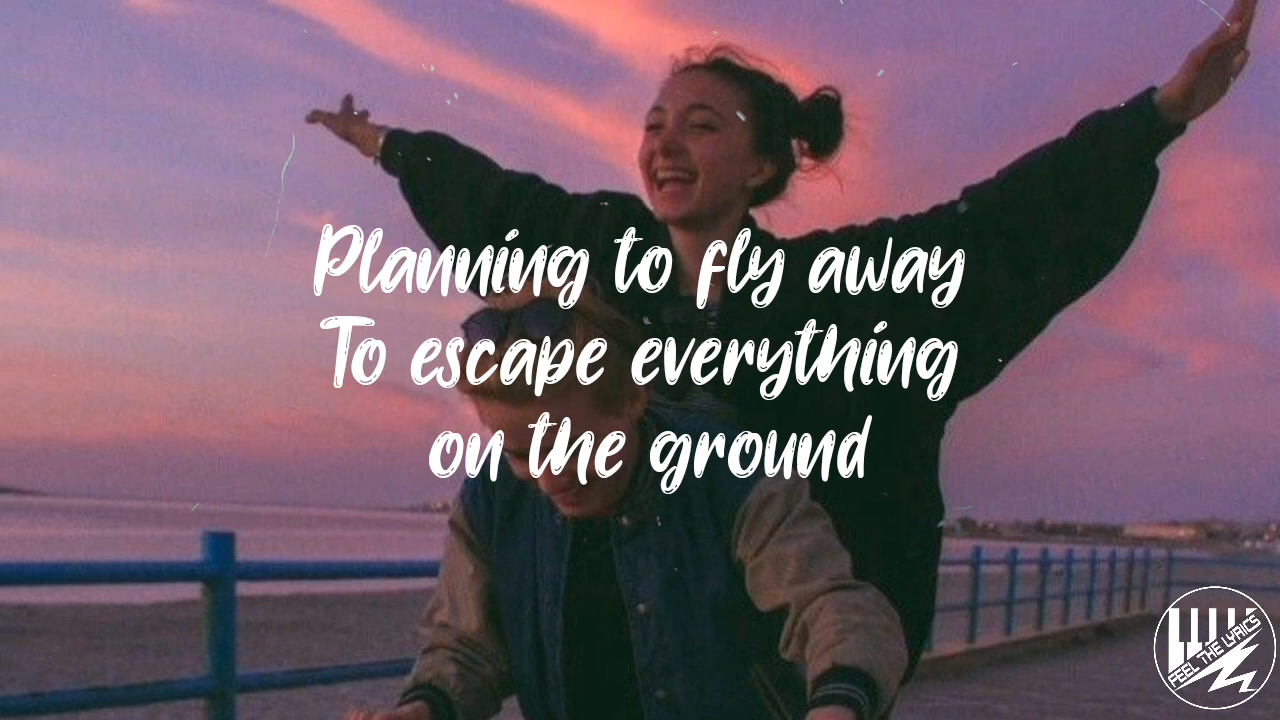 Planning to fly away
To escape everything
on the ground
FEEL THE LYRICS